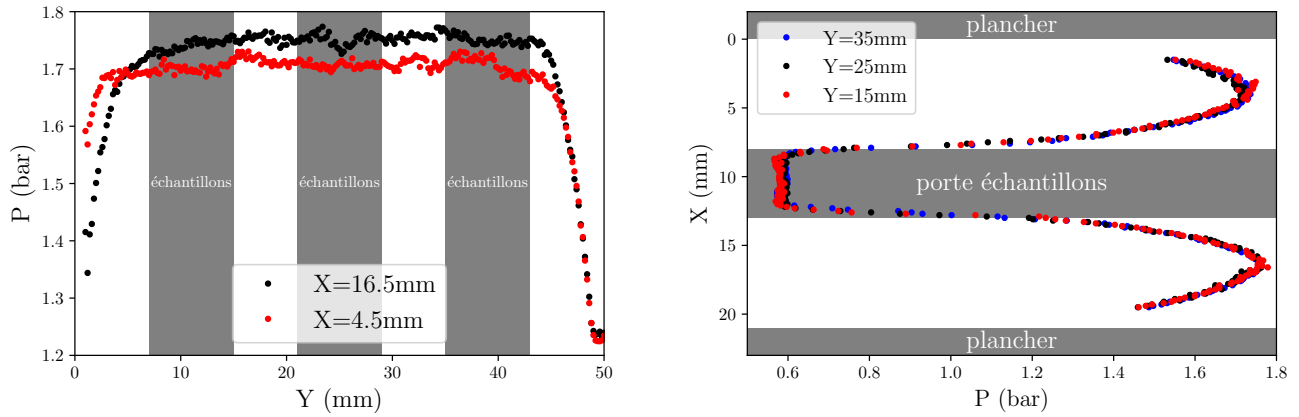 1.8
1.7
1.6
1.5
1.4
1.3
1.2
P (bar)
échantillons
échantillons
échantillons
X=16.5mm
X=4.5mm
0
10
20
30
40
50
Y (mm)
plancher
Y=35mm
Y=25mm
Y=15mm
porte échantillons
plancher
0
5
10
15
20
X (mm)
0.6
0.8
1.0
1.2
1.4
1.6
1.8
P (bar)